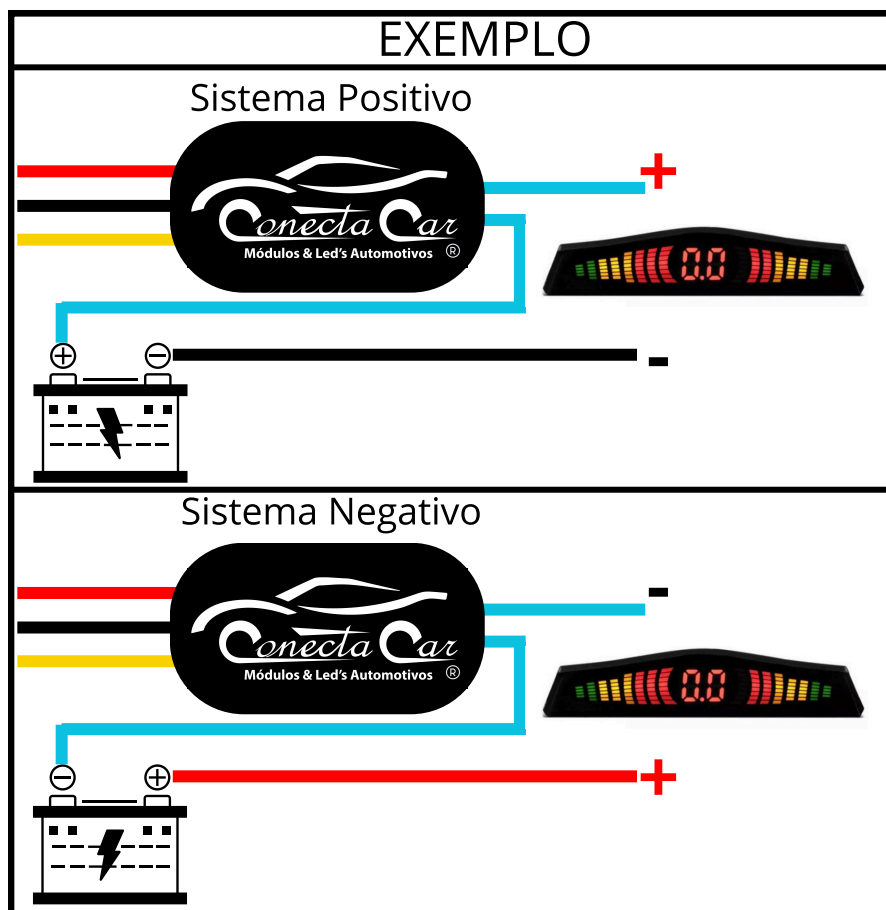 EXEMPLO
Sistema Positivo
+
Conecta Car
Módulos & Led's Automotivos ®
0.0
+ -
-
Sistema Negativo
-
Conecta Car
Módulos & Led's Automotivos ®
0.0
- +
+